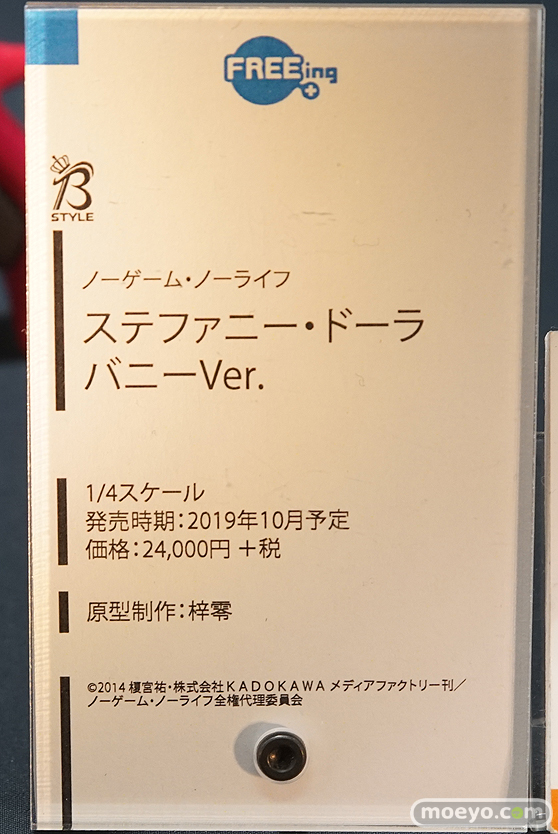 FREEing
B
STYLE
ノーゲーム・ノーライフ
ステファニー・ドーラ
バニーVer.
1/4スケール
発売時期：2019年10月予定
価格：24,000円 ＋税
原型制作：梓零
©2014 榎宮祐・株式会社ＫＡＤＯＫＡＷＡ メディアファクトリー刊／
ノーゲーム・ノーライフ全権代理委員会
moeyo.com